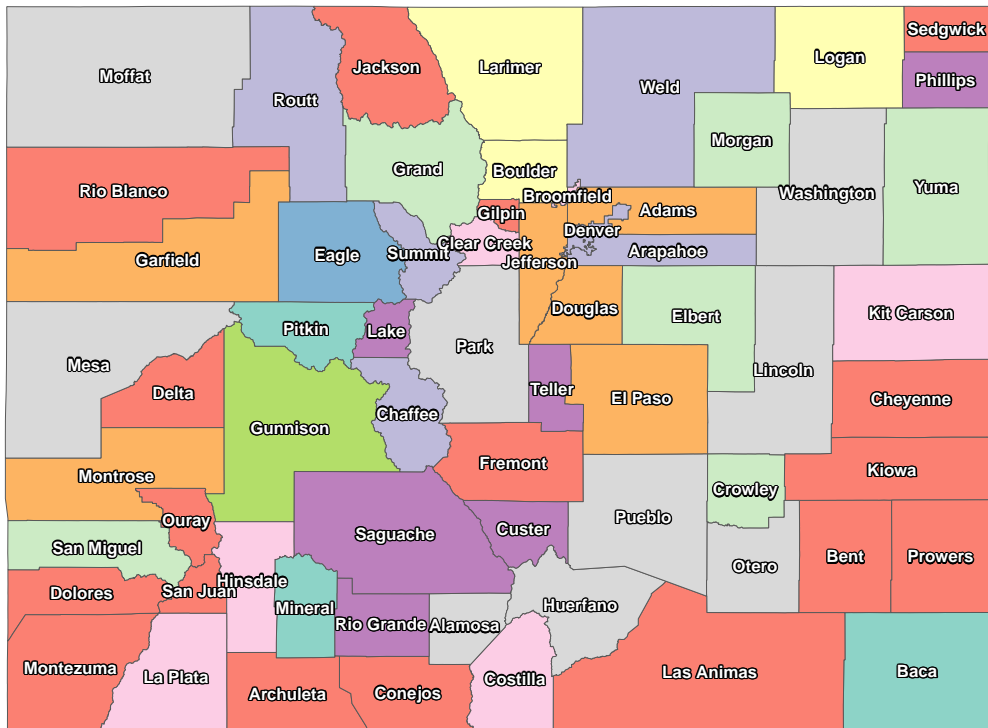 Sedgwick
Moffat
Jackson
Larimer
Logan
Weld
Phillips
Routt
Morgan
Grand
Boulder
Rio Blanco
Washington
Yuma
Broomfield
Gilpin
Adams
Denver
Clear Creek
Summit
Eagle
Arapahoe
Garfield
Jefferson
Douglas
Kit Carson
Elbert
Pitkin
Lake
Park
Mesa
Lincoln
Teller
Delta
El Paso
Cheyenne
Chaffee
Gunnison
Fremont
Kiowa
Montrose
Crowley
Ouray
Pueblo
Custer
Saguache
San Miguel
Bent
Prowers
Otero
Hinsdale
San Juan
Dolores
Mineral
Huerfano
Rio Grande
Alamosa
Montezuma
La Plata
Costilla
Las Animas
Baca
Archuleta
Conejos